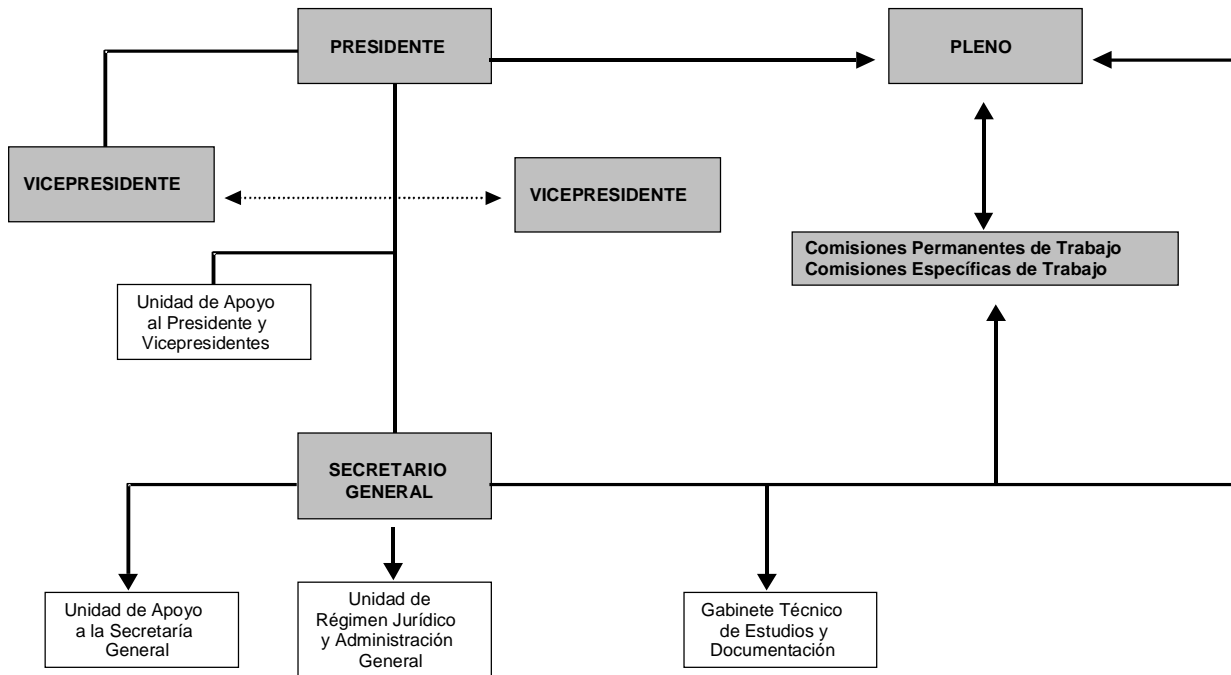 PRESIDENTE
PLENO
VICEPRESIDENTE
VICEPRESIDENTE
Comisiones Permanentes de Trabajo
Comisiones Específicas de Trabajo
Unidad de Apoyo
al Presidente y
Vicepresidentes
SECRETARIO
GENERAL
Unidad de Apoyo
a la Secretaría
General
Unidad de
Régimen Jurídico
y Administración
General
Gabinete Técnico
de Estudios y
Documentación